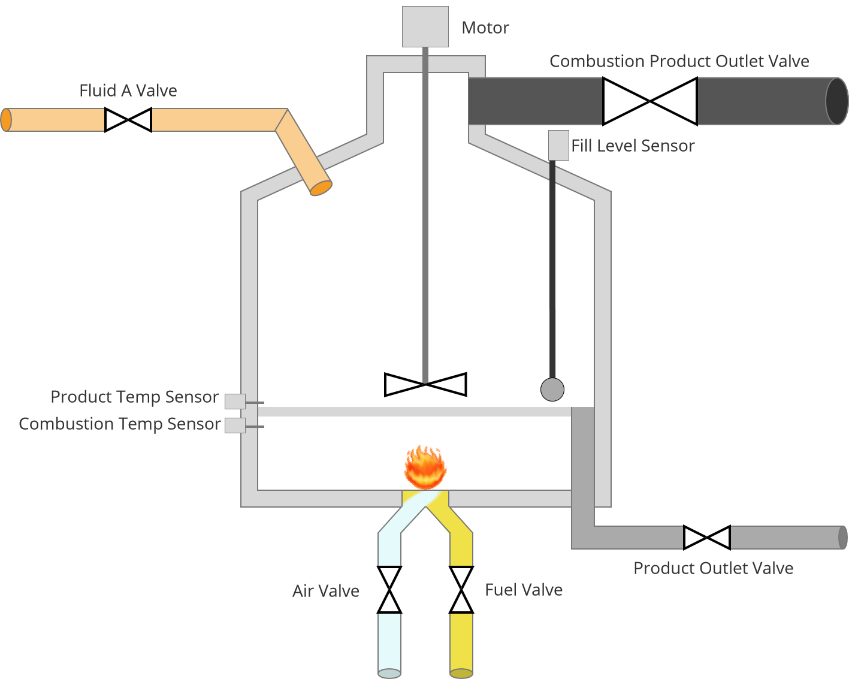 Motor
Combustion Product Outlet Valve
Fluid A Valve
Fill Level Sensor
Product Temp Sensor
Combustion Temp Sensor
Product Outlet Valve
Air Valve
Fuel Valve